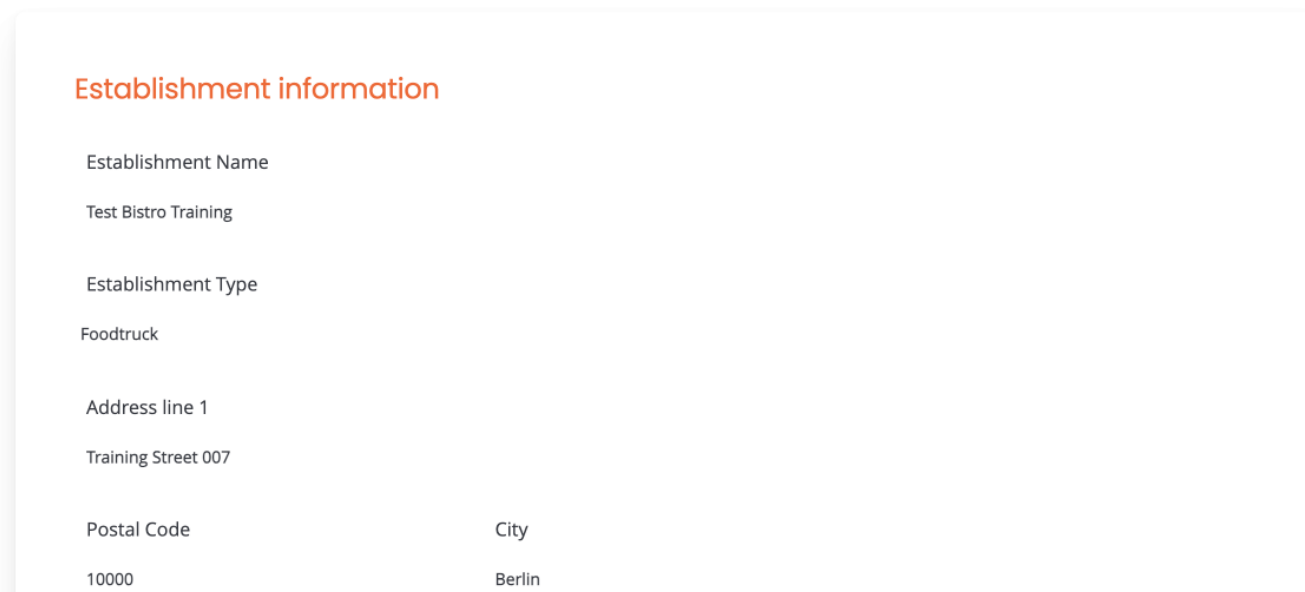 Establishment information
Establishment Name
Test Bistro Training
Establishment Type
Foodtruck
Address line 1
Training Street 007
Postal Code City
10000 Berlin